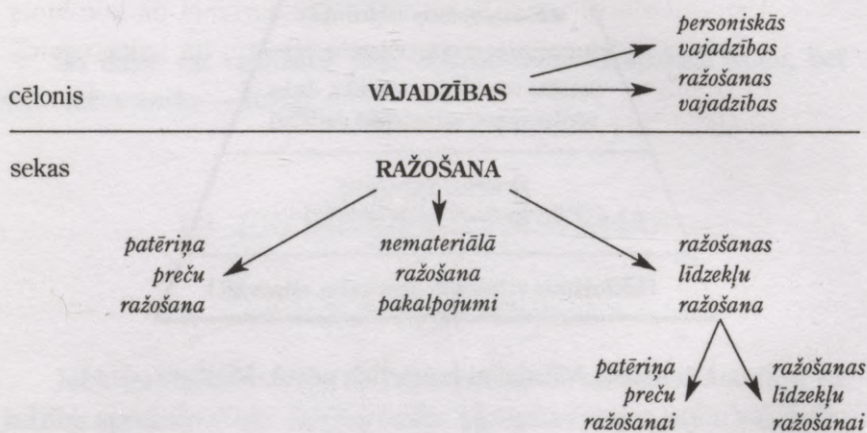 personiskās
vajadzības
cēlonis
VAJADZĪBAS
ražošanas
vajadzības
sekas
RAŽOŠANA
patēriņa
preču
ražošana
nemateriālā
ražošana
pakalpojumi
ražošanas
līdzekļu
ražošana
patēriņa
preču
ražošanai
ražošanas
līdzekļu
ražošanai